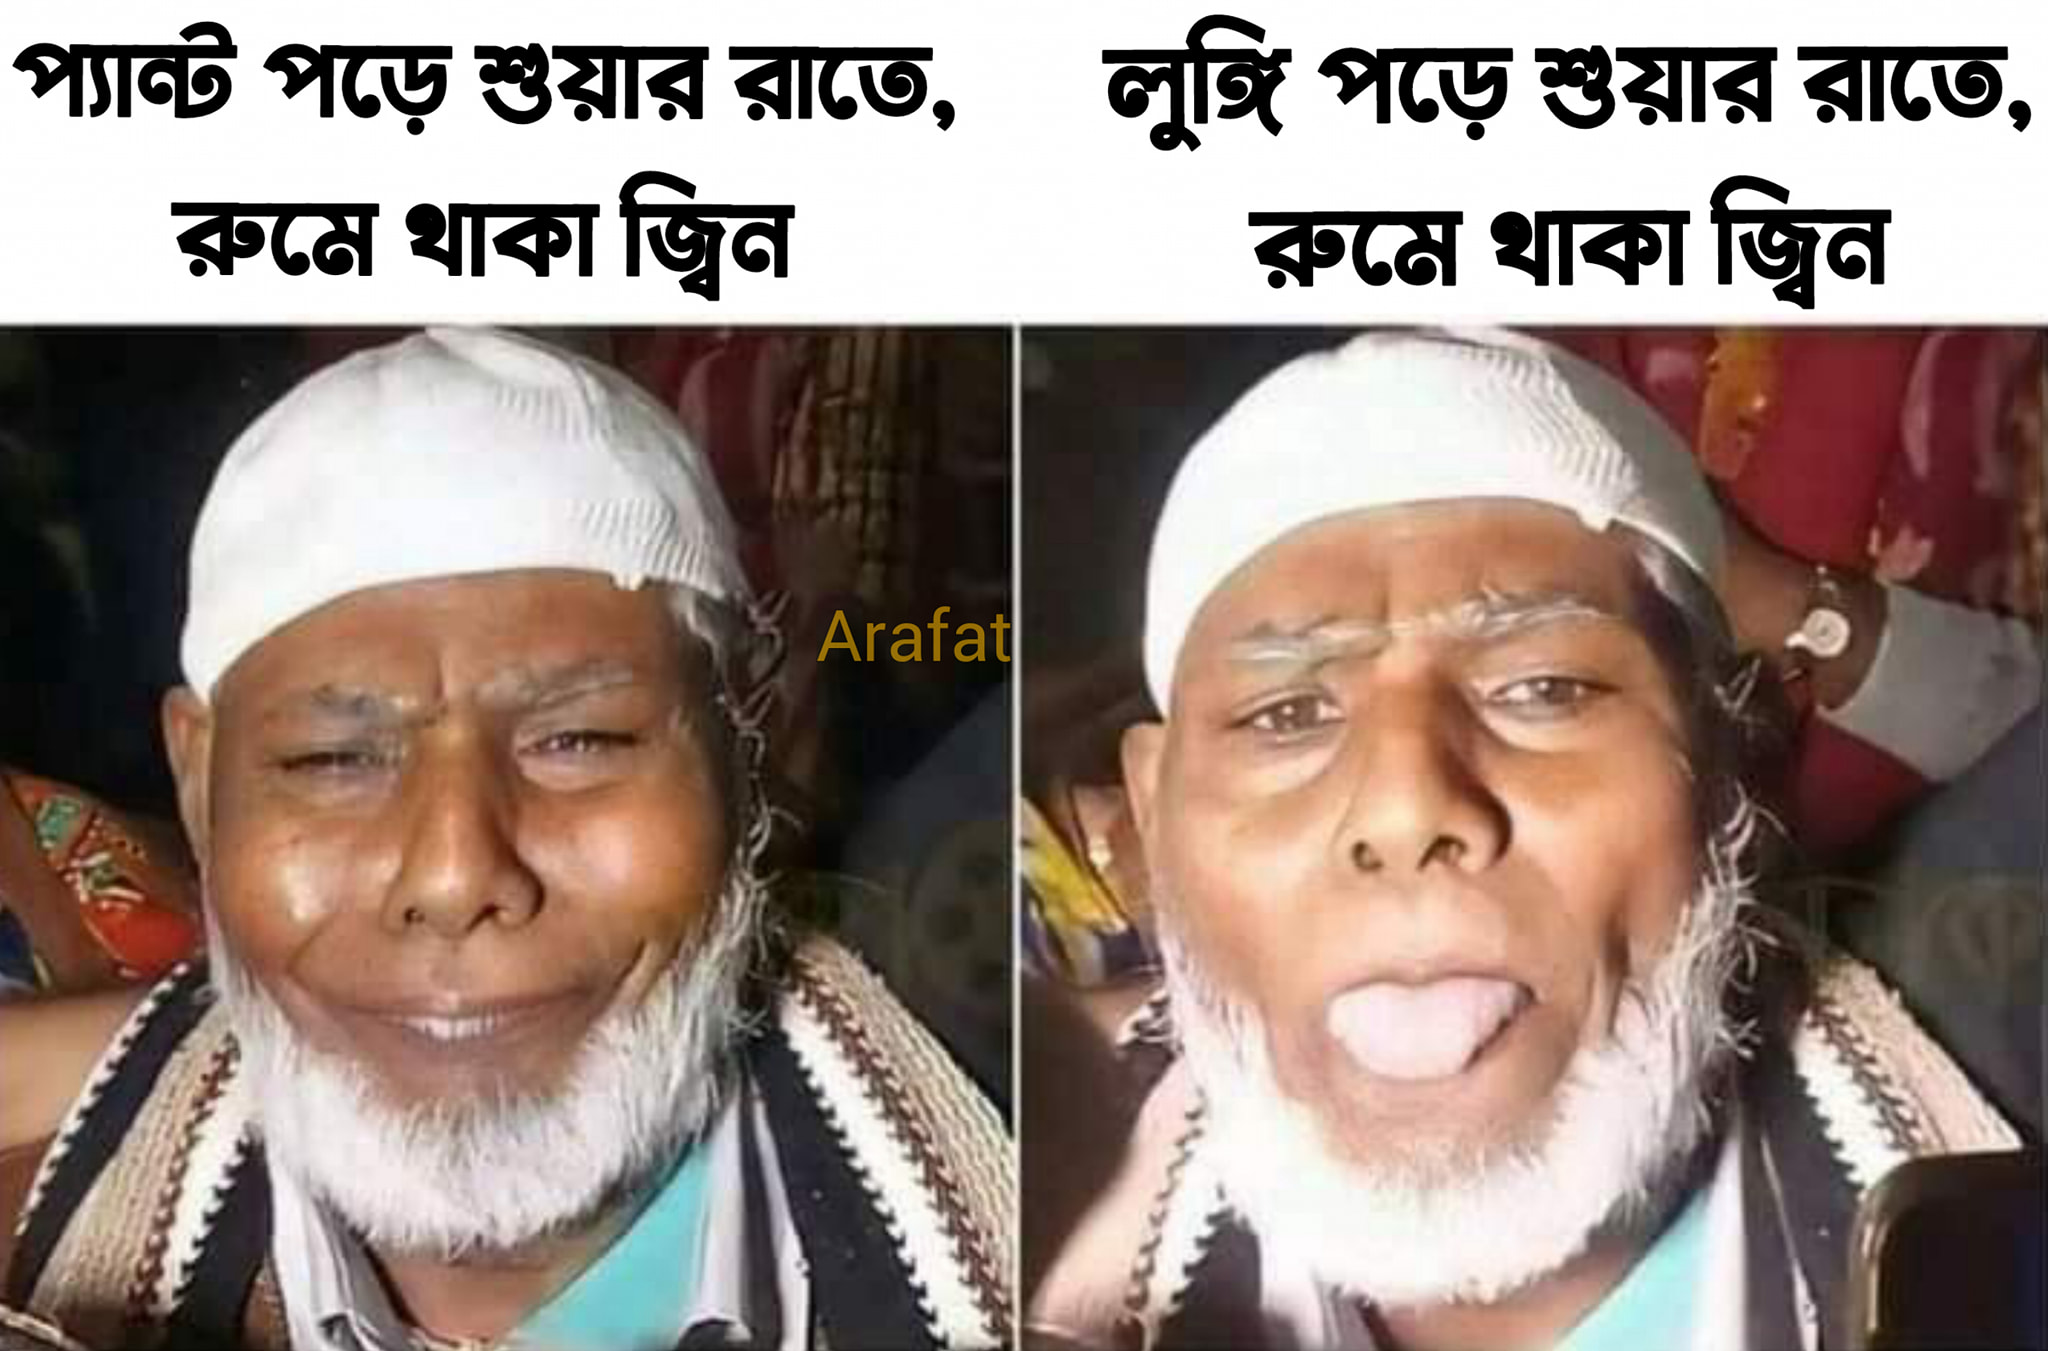 প্যান্ট পড়ে শুয়ার রাতে,
রুমে থাকা জ্বিন
লুঙ্গি পড়ে শুয়ার রাতে,
রুমে থাকা জ্বিন
Arafat